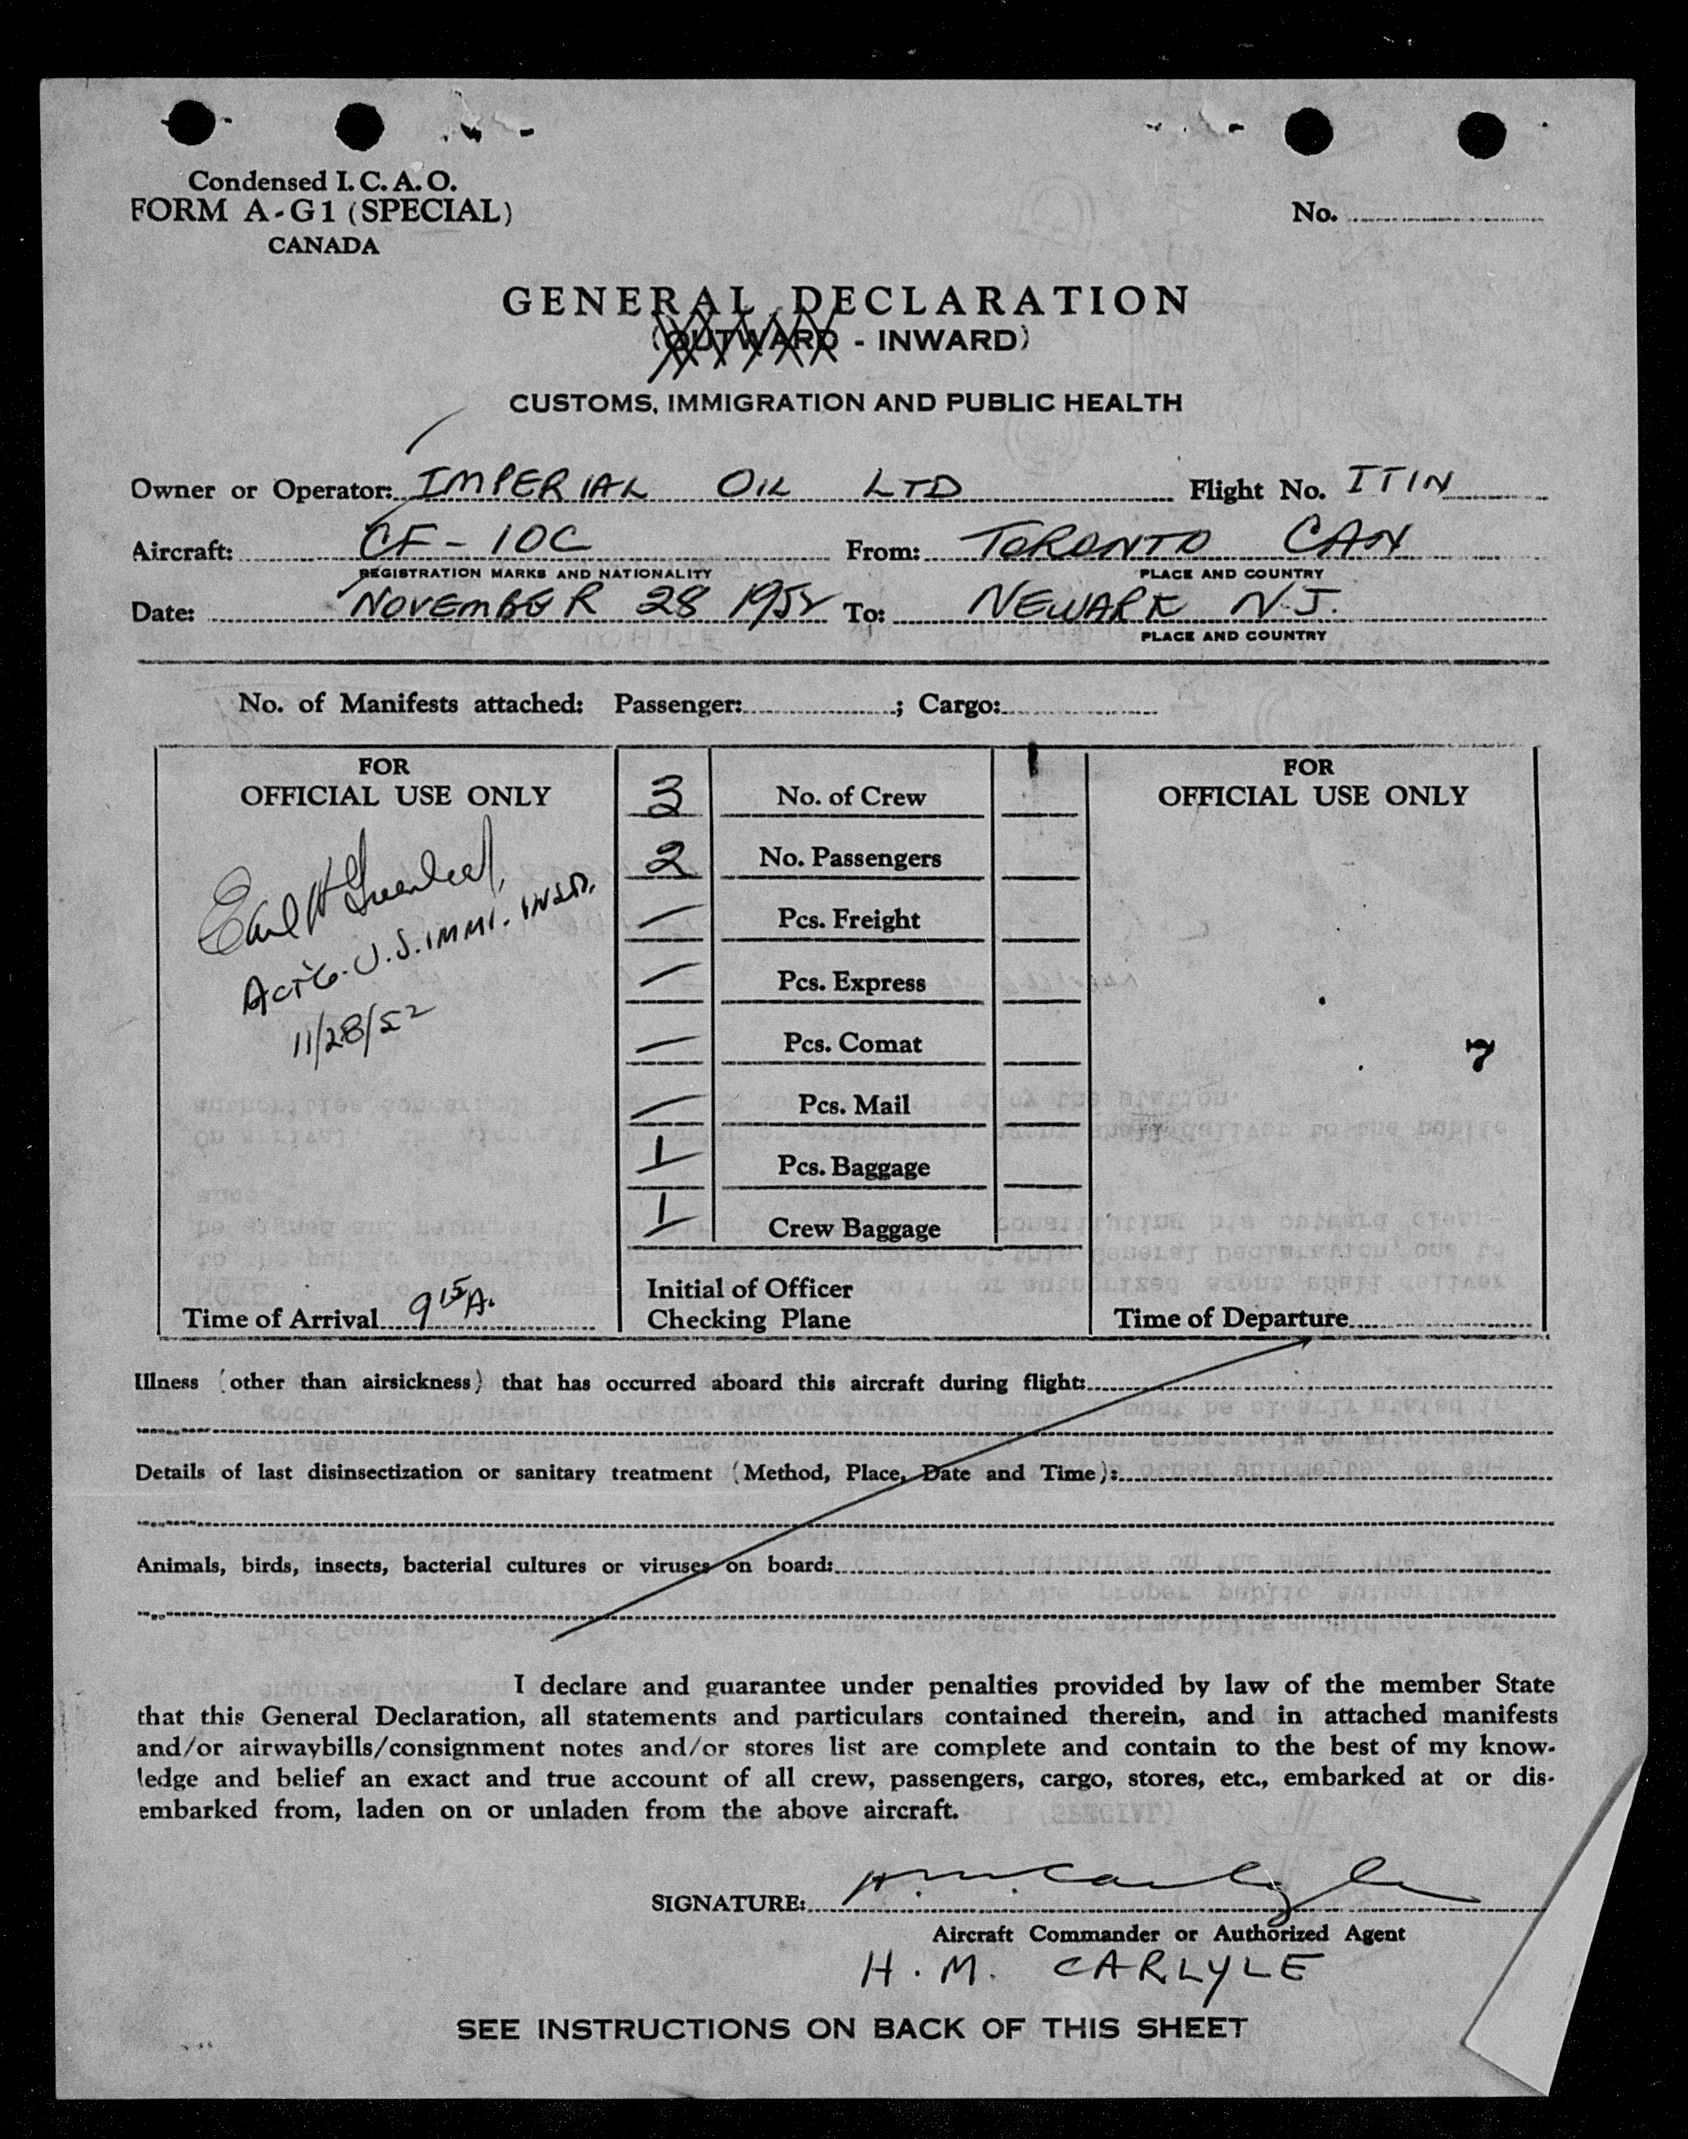 Condensed I. C. A. O.
FORM A-G1 (SPECIAL)
CANADA
No.
GENERAL DECLARATION
(OUTWARD - INWARD)
CUSTOMS, IMMIGRATION AND PUBLIC HEALTH
Owner or Operator: IMPERIAL OIL LTD Flight No. ITIN
Aircraft: CF-IOC From: TORONTO CAN
REGISTRATION MARKS AND NATIONALITY PLACE AND COUNTRY
Date: NOVEMBER 28 1952 To: NEWARK N.J.
PLACE AND COUNTRY
No. of Manifests attached: Passenger: ; Cargo:
FOR
OFFICIAL USE ONLY
Earl H
Act'G. U.S. IMMI.
11/28/52
Time of Arrival 9 15 A.
3 No. of Crew
2 No. Passengers
— Pcs. Freight
— Pcs. Express
— Pcs. Comat
— Pcs. Mail
1 Pcs. Baggage
1 Crew Baggage
Initial of Officer
Checking Plane
FOR
OFFICIAL USE ONLY
7
Time of Departure
Illness (other than airsickness) that has occurred aboard this aircraft during flight:
Details of last disinsectization or sanitary treatment (Method, Place, Date and Time):
Animals, birds, insects, bacterial cultures or viruses on board:
I declare and guarantee under penalties provided by law of the member State
that this General Declaration, all statements and particulars contained therein, and in attached manifests
and/or airwaybills/consignment notes and/or stores list are complete and contain to the best of my know-
ledge and belief an exact and true account of all crew, passengers, cargo, stores, etc., embarked at or dis-
embarked from, laden on or unladen from the above aircraft.
SIGNATURE: H.M. Carlyle
Aircraft Commander or Authorized Agent
H. M. CARLYLE
SEE INSTRUCTIONS ON BACK OF THIS SHEET